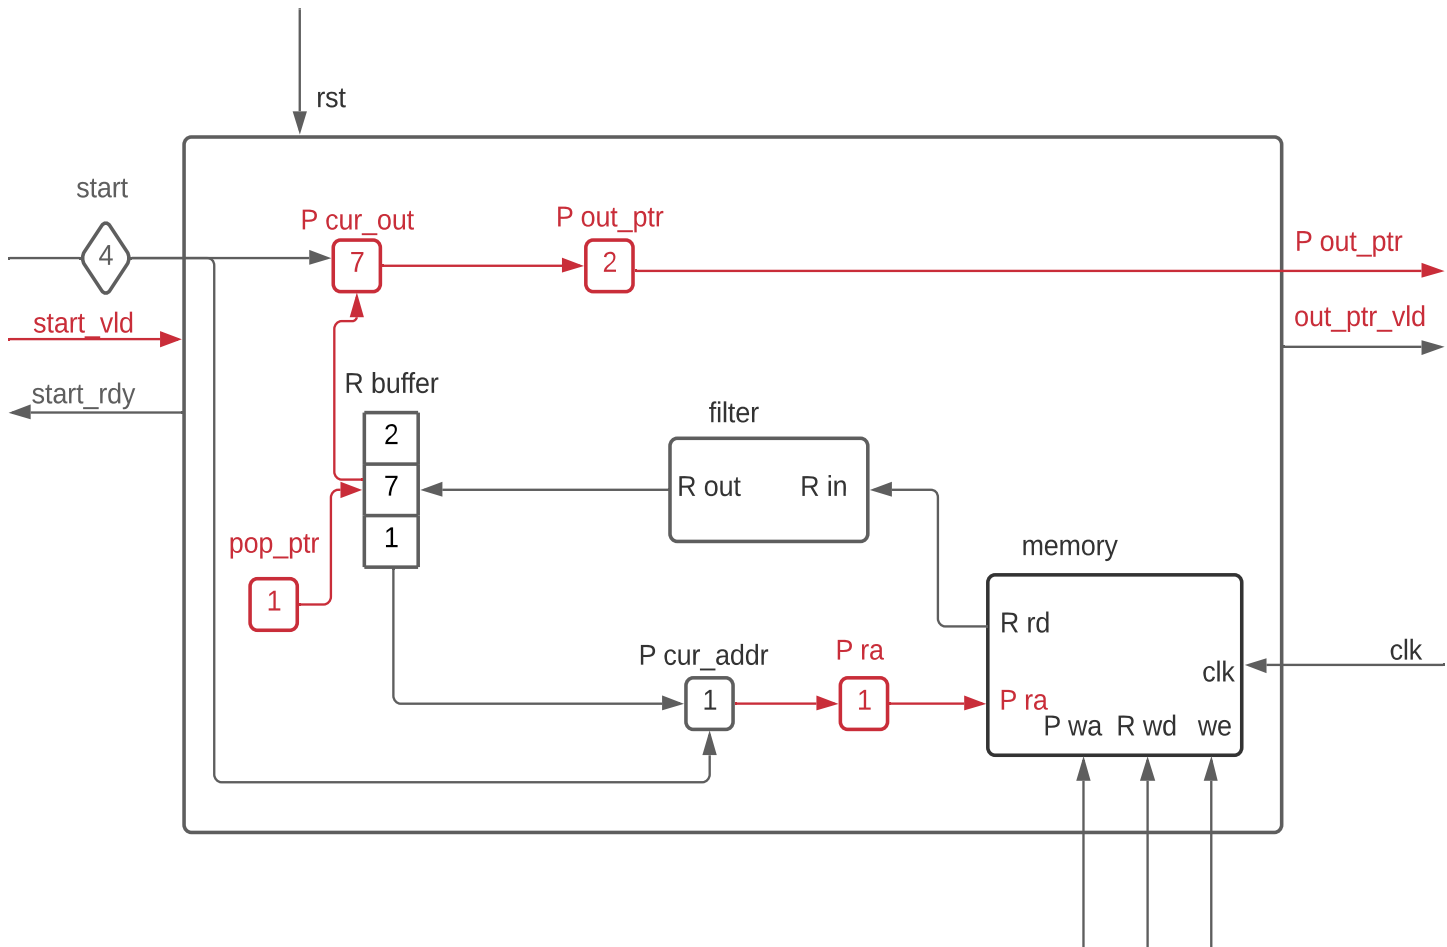 rst
start
4
P cur_out
7
P out_ptr
2
P out_ptr
start_vld
out_ptr_vld
start_rdy
R buffer
2
7
1
filter
R out
R in
pop_ptr
1
memory
R rd
P cur_addr
1
P ra
1
clk
clk
P ra
P wa
R wd
we